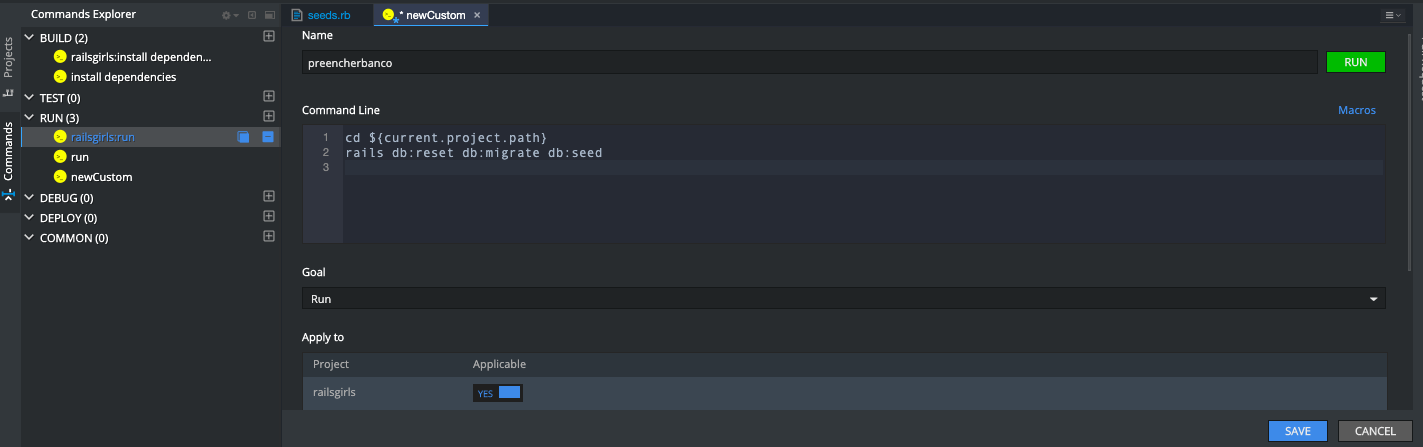 Commands Explorer
Projects
Commands
BUILD (2)
railsgirls:install dependen...
install dependencies
TEST (0)
RUN (3)
railsgirls:run
run
newCustom
DEBUG (0)
DEPLOY (0)
COMMON (0)
seeds.rb
* newCustom ×
Name
preencherbanco
RUN
Command Line
Macros
1 cd ${current.project.path}
2 rails db:reset db:migrate db:seed
3
Goal
Run
Apply to
Project Applicable
railsgirls YES
SAVE CANCEL